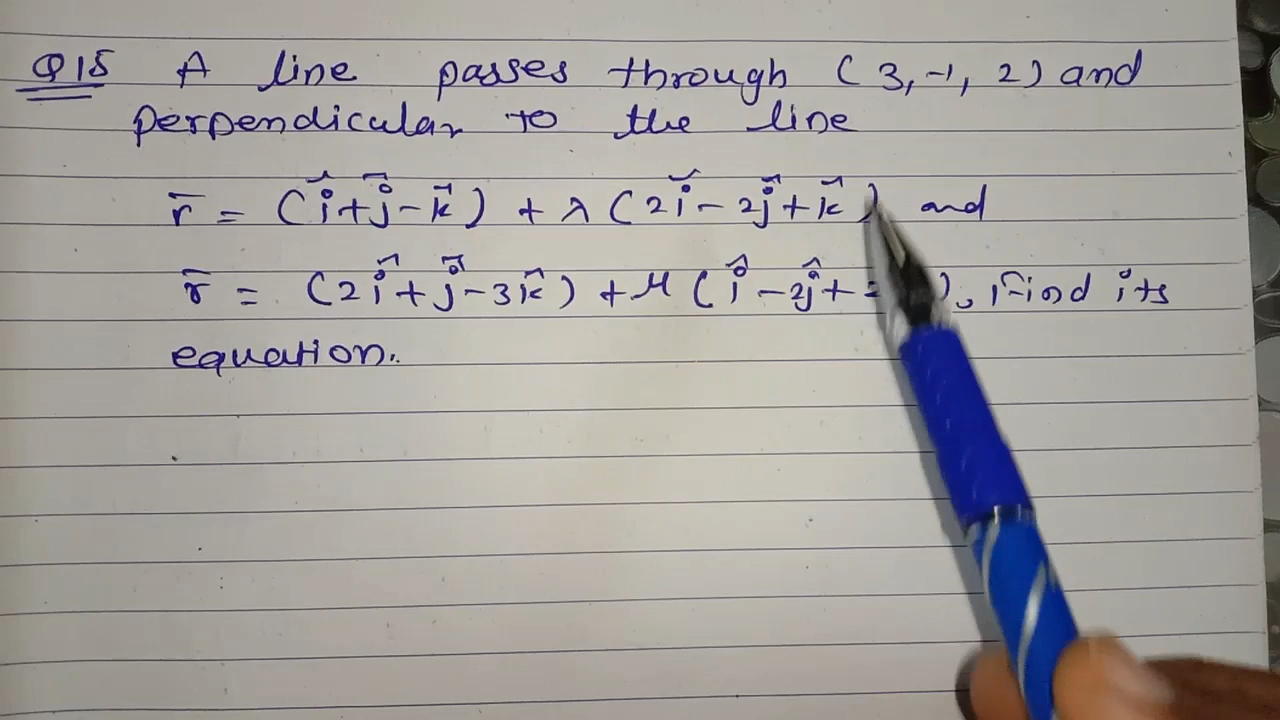 Q15 A line passes through (3, -1, 2) and
perpendicular to the line
r̄ = (î + ĵ - k̂) + λ(2î - 2ĵ + k̂) and
r̄ = (2î + ĵ - 3k̂) + μ(î - 2ĵ + ), Find its
equation.